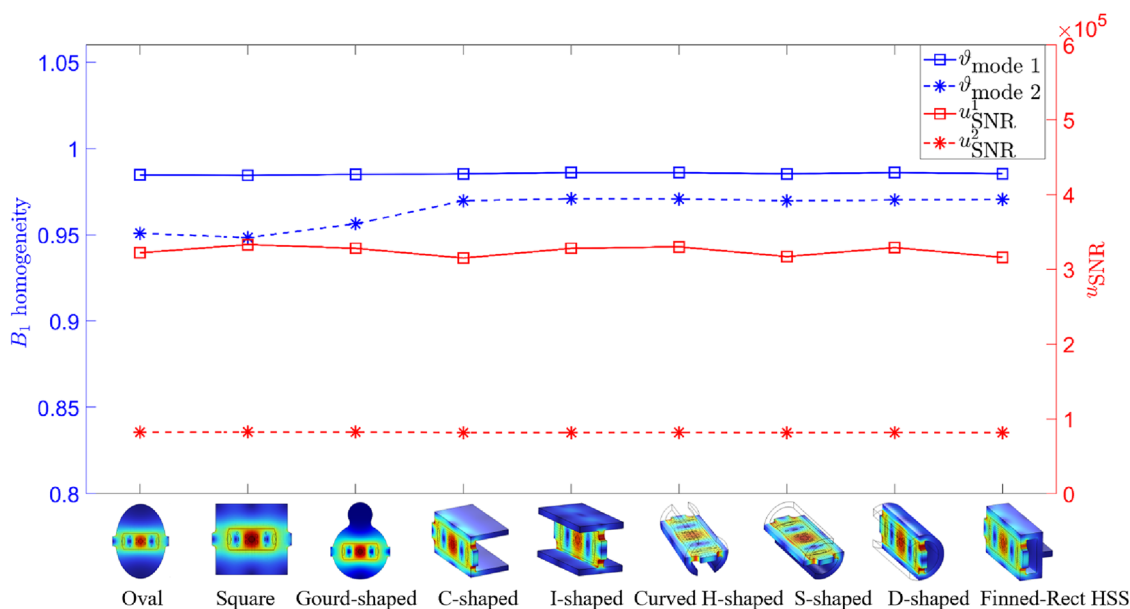 ×10⁵
1.05
1
0.95
0.9
0.85
0.8
B₁ homogeneity
ϑmode 1
ϑmode 2
u¹SNR
u²SNR
6
5
4
3
2
1
0
uSNR
Oval Square Gourd-shaped C-shaped I-shaped Curved H-shaped S-shaped D-shaped Finned-Rect HSS